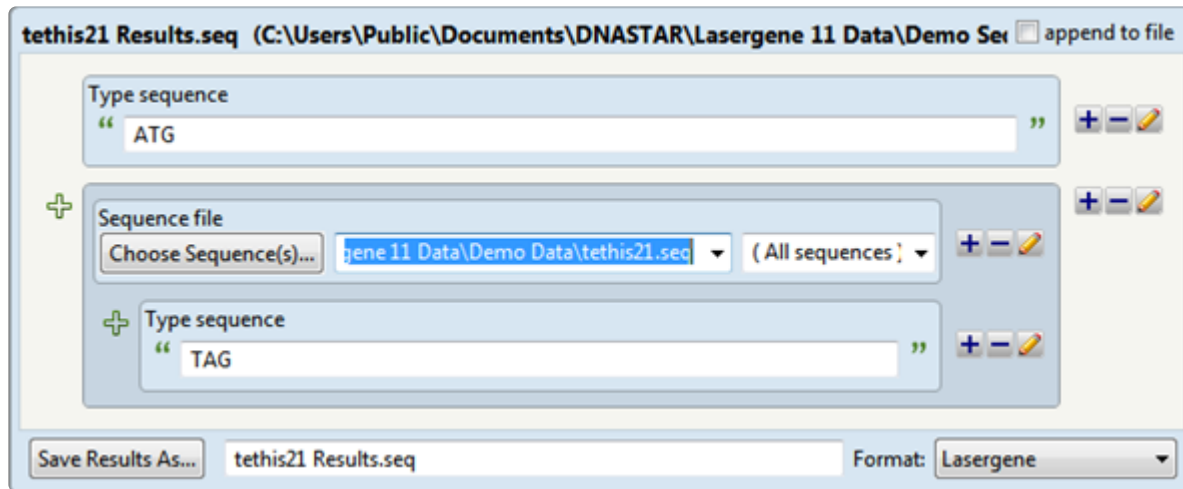 tethis21 Results.seq (C:\Users\Public\Documents\DNASTAR\Lasergene 11 Data\Demo Sec append to file
Type sequence
“ ATG ”
Sequence file
Choose Sequence(s)... gene 11 Data\Demo Data\tethis21.seq ( All sequences )
Type sequence
“ TAG ”
Save Results As... tethis21 Results.seq Format: Lasergene